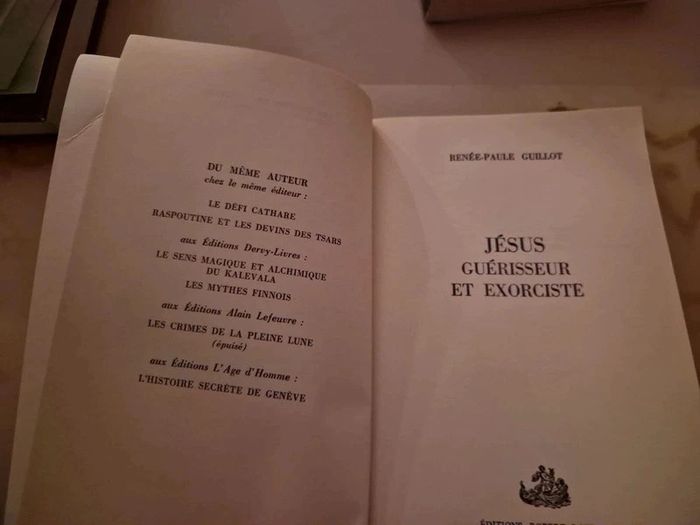 DU MÊME AUTEUR
chez le même éditeur :
LE DÉFI CATHARE
RASPOUTINE ET LES DEVINS DES TSARS
aux Éditions Dervy-Livres :
LE SENS MAGIQUE ET ALCHIMIQUE
DU KALEVALA
LES MYTHES FINNOIS
aux Éditions Alain Lefeuvre :
LES CRIMES DE LA PLEINE LUNE
(épuisé)
aux Éditions L'Age d'Homme :
L'HISTOIRE SECRÈTE DE GENÈVE
RENÉE-PAULE GUILLOT
JÉSUS
GUÉRISSEUR
ET EXORCISTE
ÉDITIONS